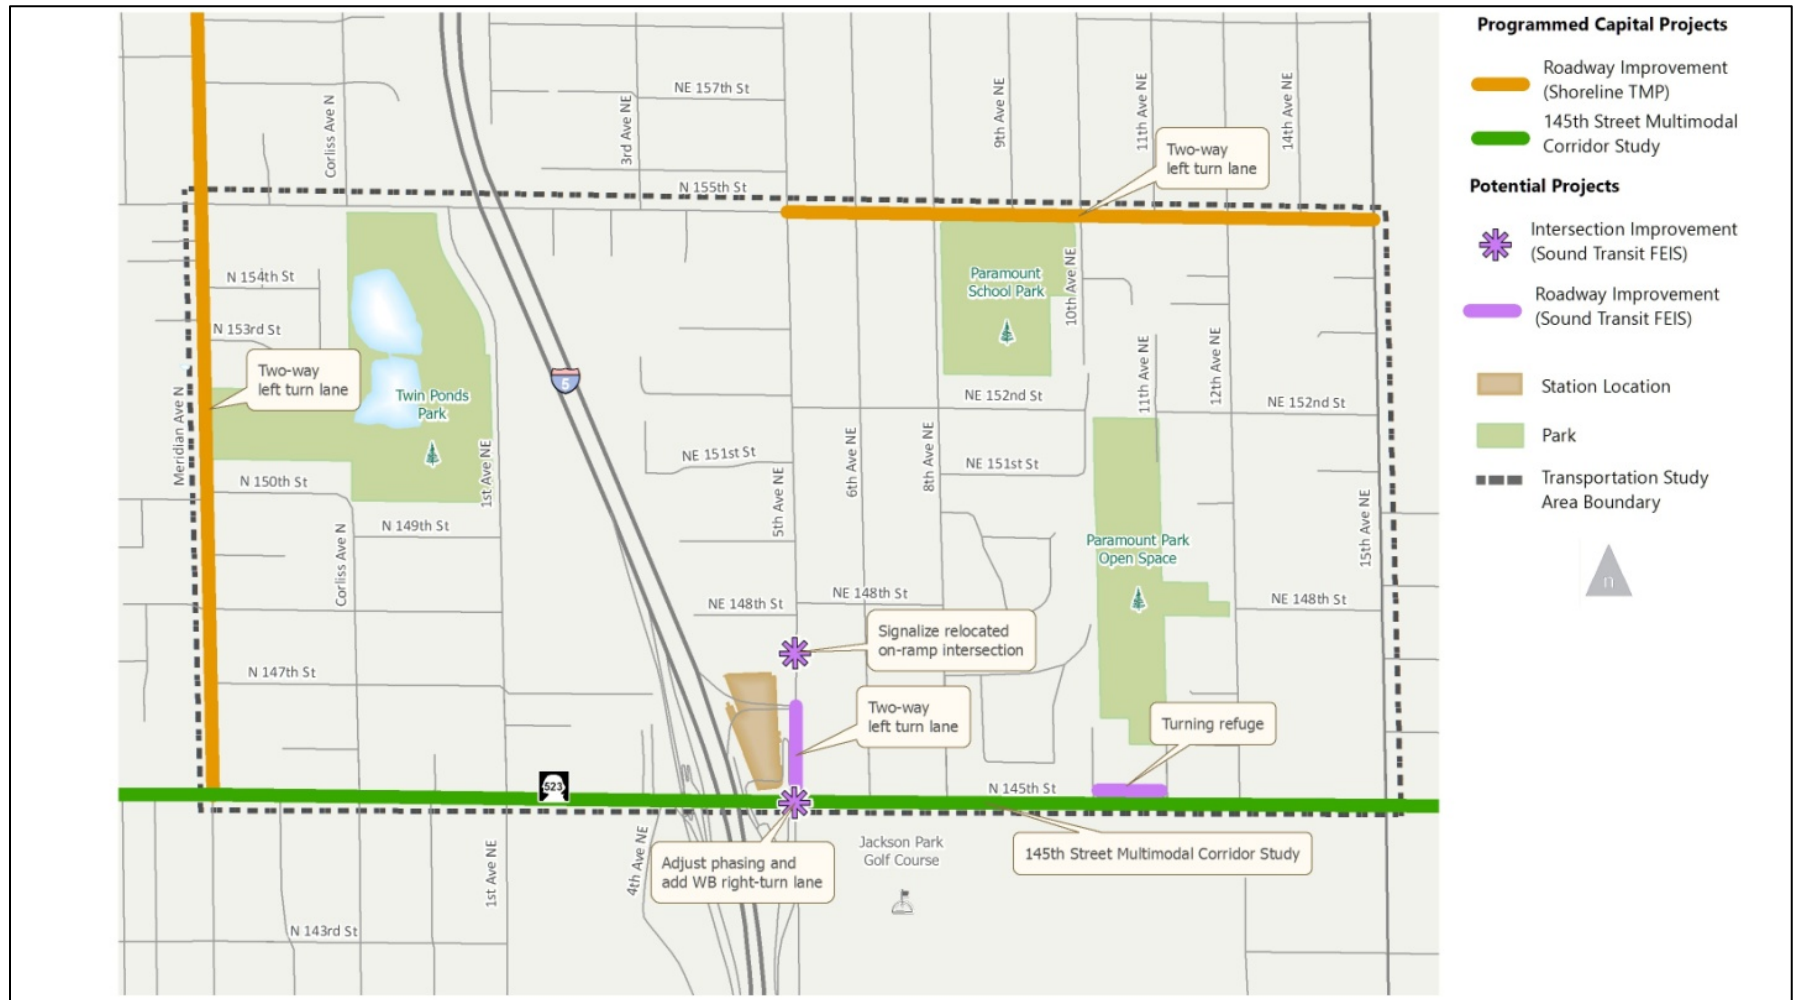 Programmed Capital Projects
Roadway Improvement
(Shoreline TMP)
145th Street Multimodal
Corridor Study
Potential Projects
Intersection Improvement
(Sound Transit FEIS)
Roadway Improvement
(Sound Transit FEIS)
Station Location
Park
Transportation Study
Area Boundary
n
NE 157th St
Corliss Ave N
3rd Ave NE
9th Ave NE
11th Ave NE
14th Ave NE
Two-way
left turn lane
N 155th St
N 154th St
Paramount
School Park
10th Ave NE
N 153rd St
Two-way
left turn lane
5
Twin Ponds
Park
Meridian Ave N
1st Ave NE
NE 152nd St
11th Ave NE
12th Ave NE
NE 152nd St
NE 151st St
5th Ave NE
6th Ave NE
8th Ave NE
NE 151st St
N 150th St
N 149th St
Corliss Ave N
15th Ave NE
Paramount Park
Open Space
NE 148th St
NE 148th St
NE 148th St
Signalize relocated
on-ramp intersection
N 147th St
Two-way
left turn lane
Turning refuge
523
N 145th St
1st Ave NE
4th Ave NE
Adjust phasing and
add WB right-turn lane
Jackson Park
Golf Course
145th Street Multimodal Corridor Study
N 143rd St